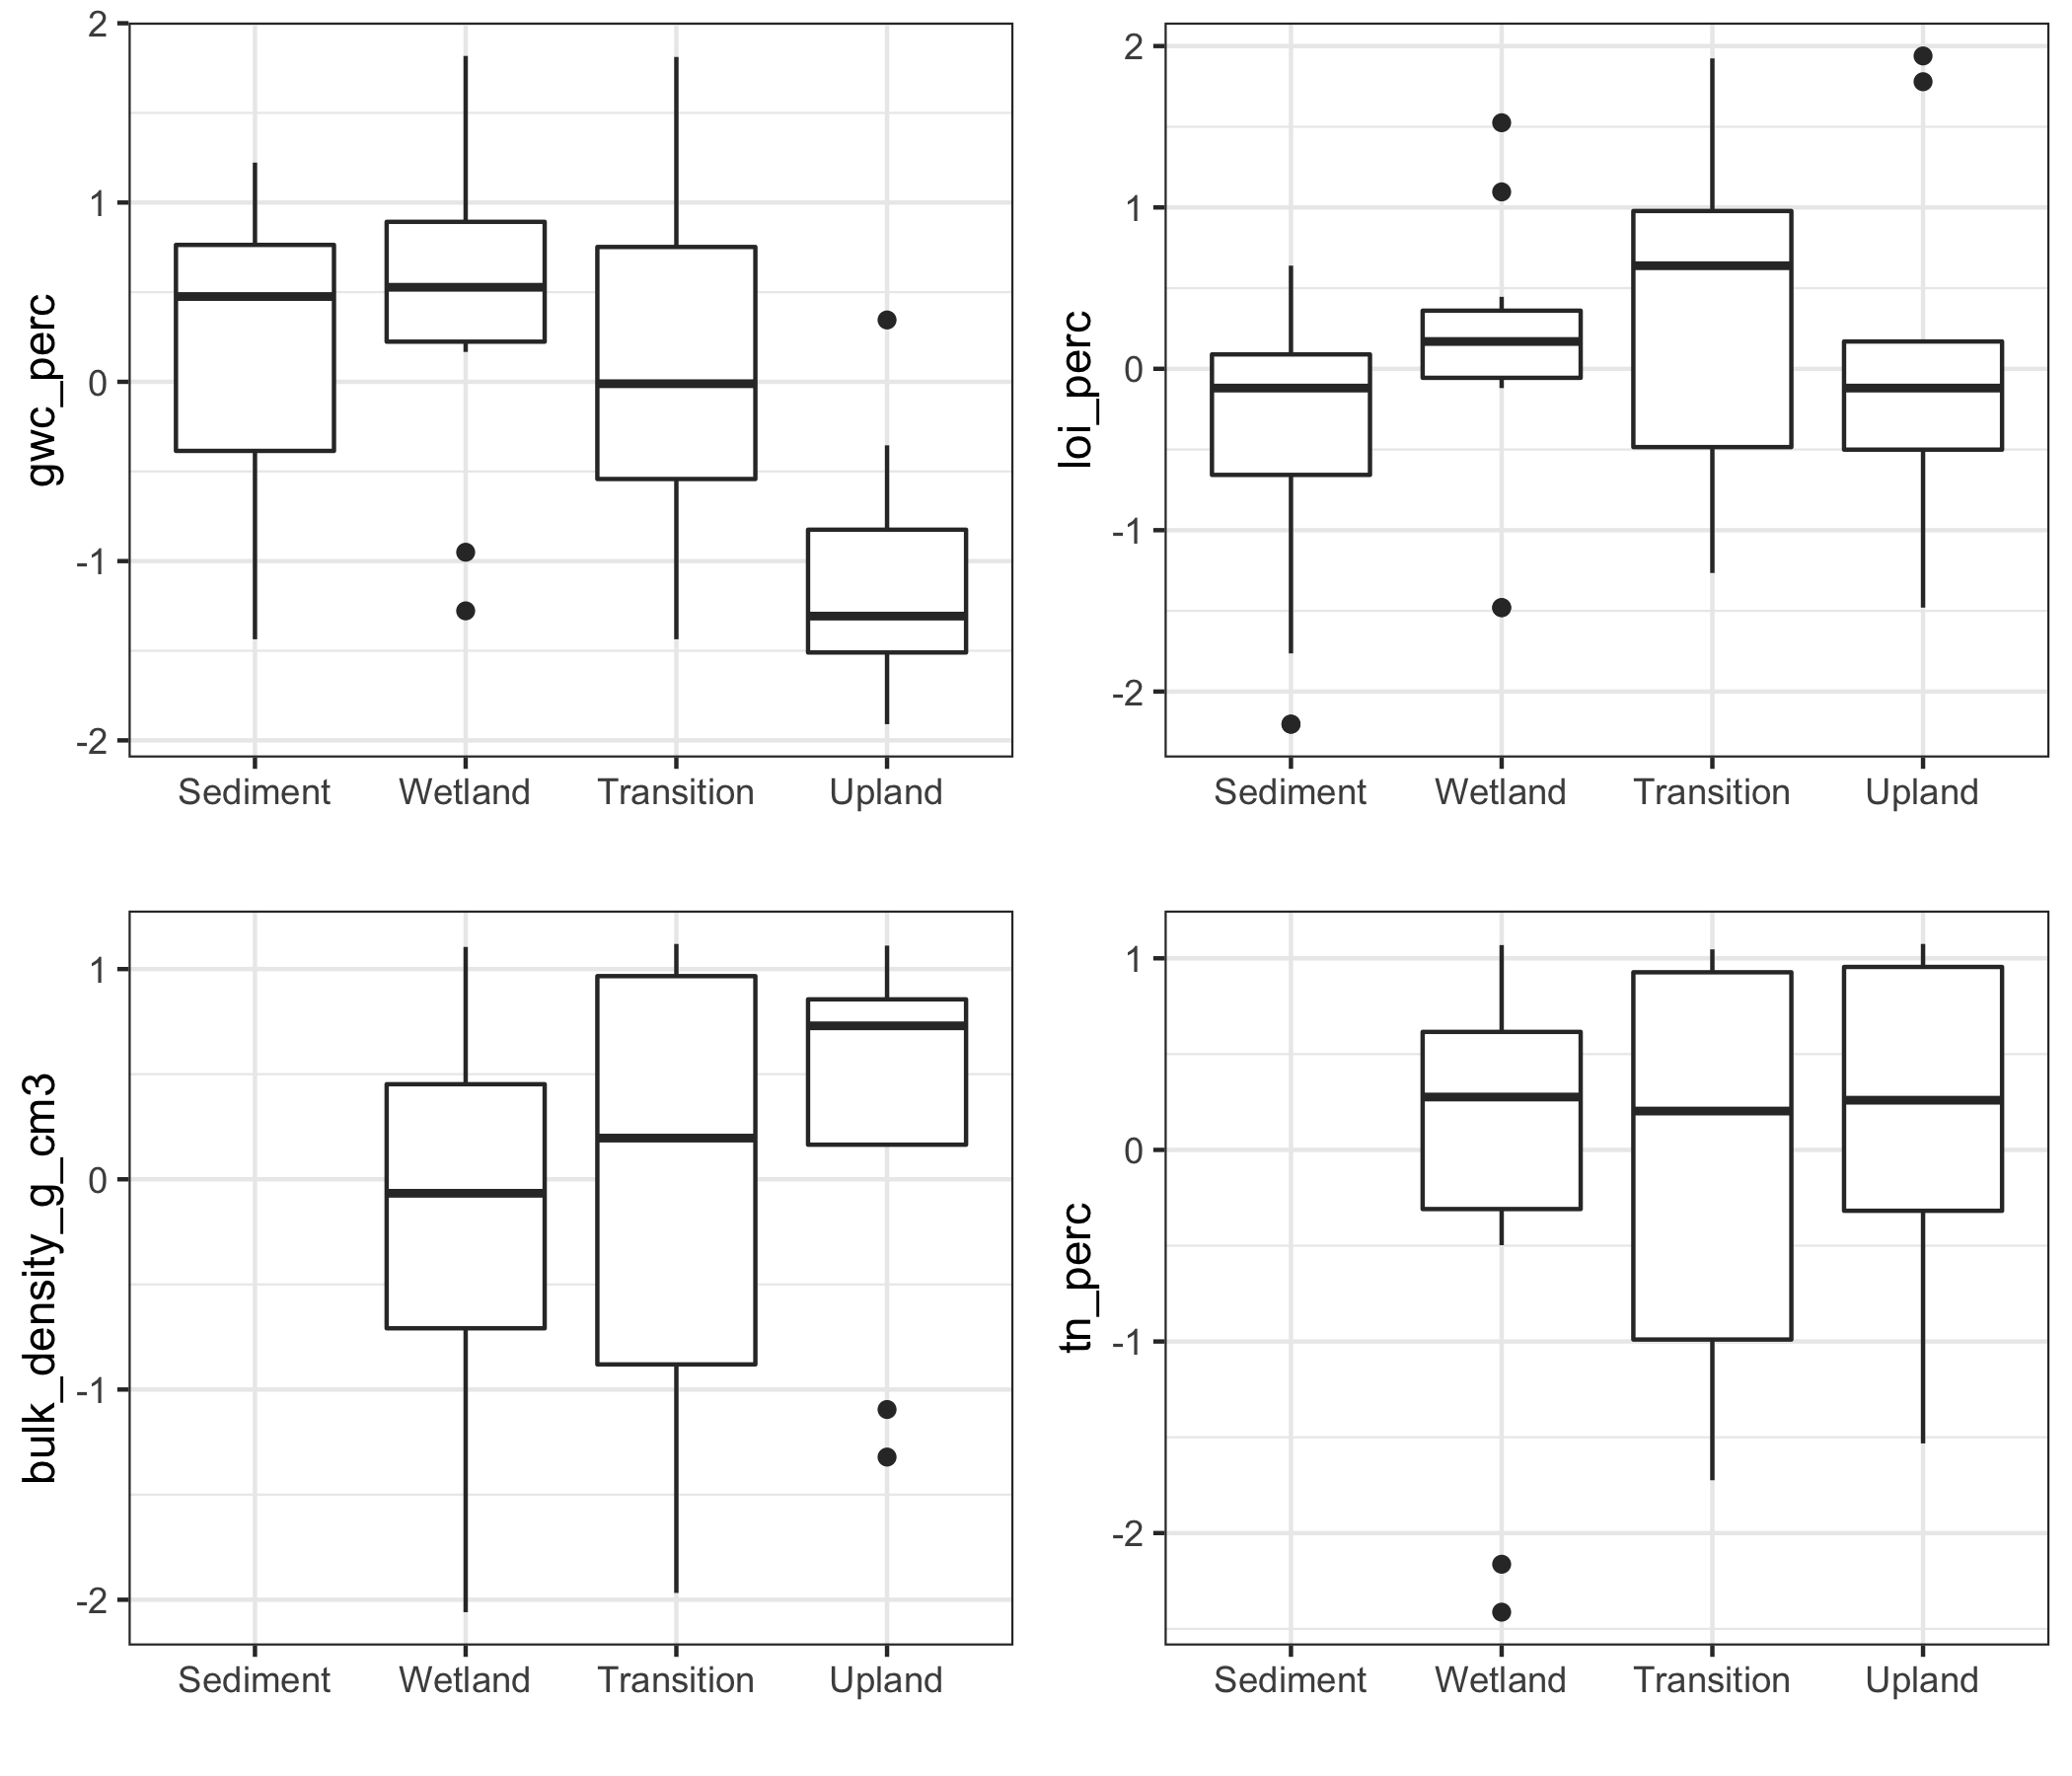 gwc_perc
2
1
0
-1
-2
Sediment Wetland Transition Upland
loi_perc
2
1
0
-1
-2
Sediment Wetland Transition Upland
bulk_density_g_cm3
1
0
-1
-2
Sediment Wetland Transition Upland
tn_perc
1
0
-1
-2
Sediment Wetland Transition Upland